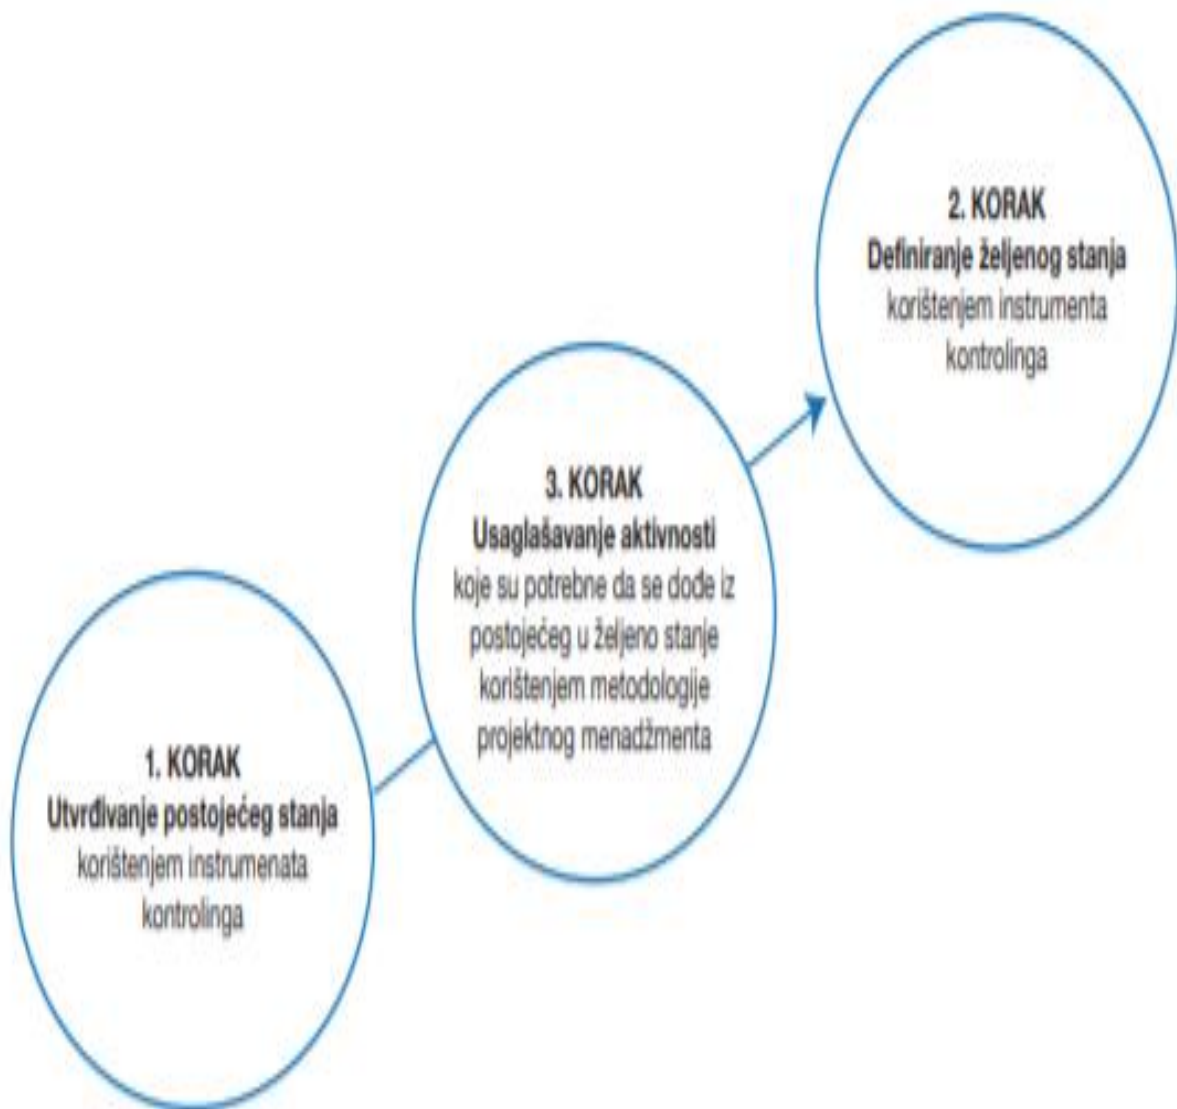 2. KORAK
Definiranje željenog stanja
korištenjem instrumenta
kontrolinga
3. KORAK
Usaglašavanje aktivnosti
koje su potrebne da se dođe iz
postojećeg u željeno stanje
korištenjem metodologije
projektnog menadžmenta
1. KORAK
Utvrđivanje postojećeg stanja
korištenjem instrumenata
kontrolinga